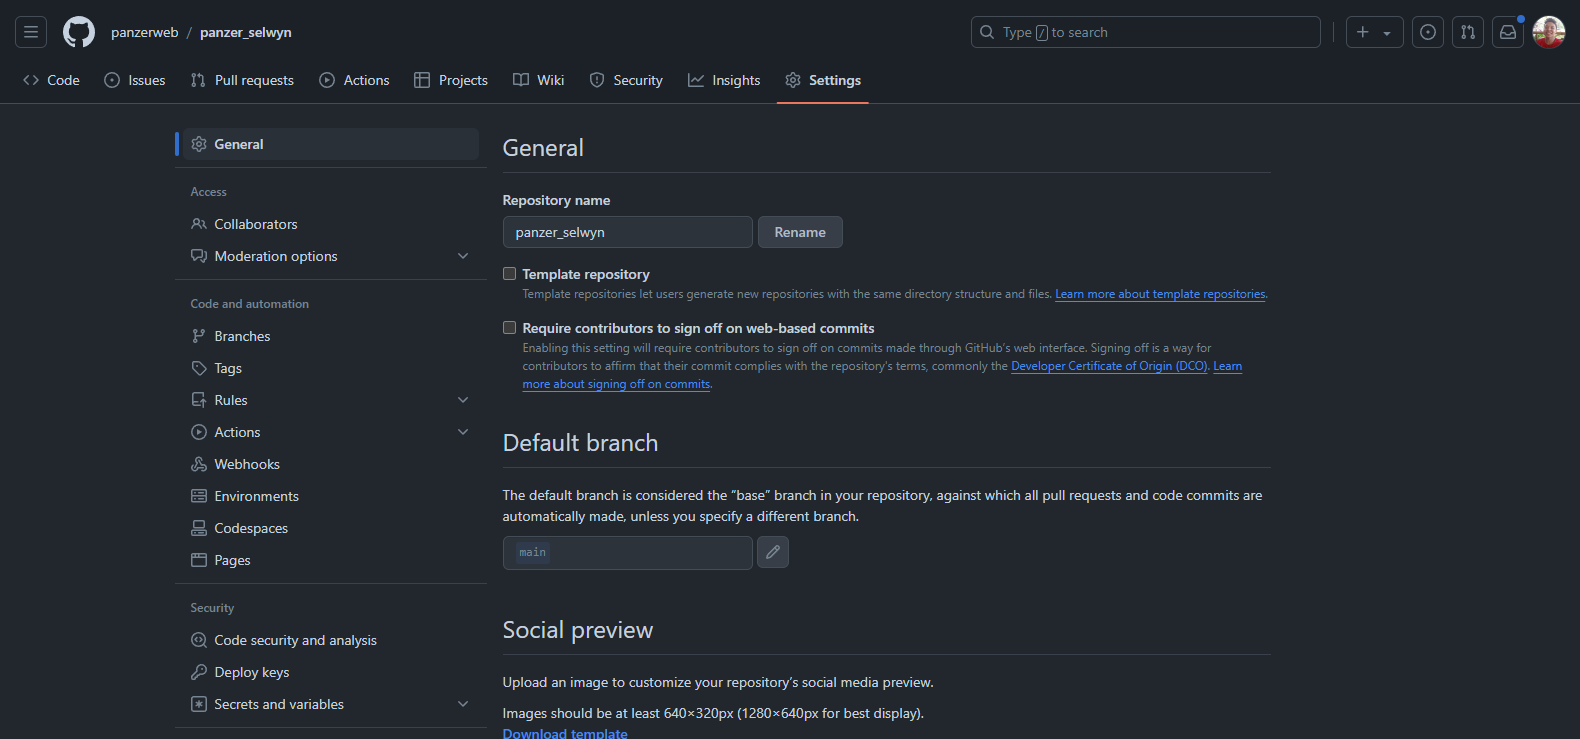 panzerweb / panzer_selwyn
Type / to search
Code
Issues
Pull requests
Actions
Projects
Wiki
Security
Insights
Settings
General
Access
Collaborators
Moderation options
Code and automation
Branches
Tags
Rules
Actions
Webhooks
Environments
Codespaces
Pages
Security
Code security and analysis
Deploy keys
Secrets and variables
General
Repository name
panzer_selwyn
Rename
Template repository
Template repositories let users generate new repositories with the same directory structure and files. Learn more about template repositories.
Require contributors to sign off on web-based commits
Enabling this setting will require contributors to sign off on commits made through GitHub's web interface. Signing off is a way for
contributors to affirm that their commit complies with the repository's terms, commonly the Developer Certificate of Origin (DCO). Learn
more about signing off on commits.
Default branch
The default branch is considered the “base” branch in your repository, against which all pull requests and code commits are
automatically made, unless you specify a different branch.
main
Social preview
Upload an image to customize your repository's social media preview.
Images should be at least 640×320px (1280×640px for best display).
Download template